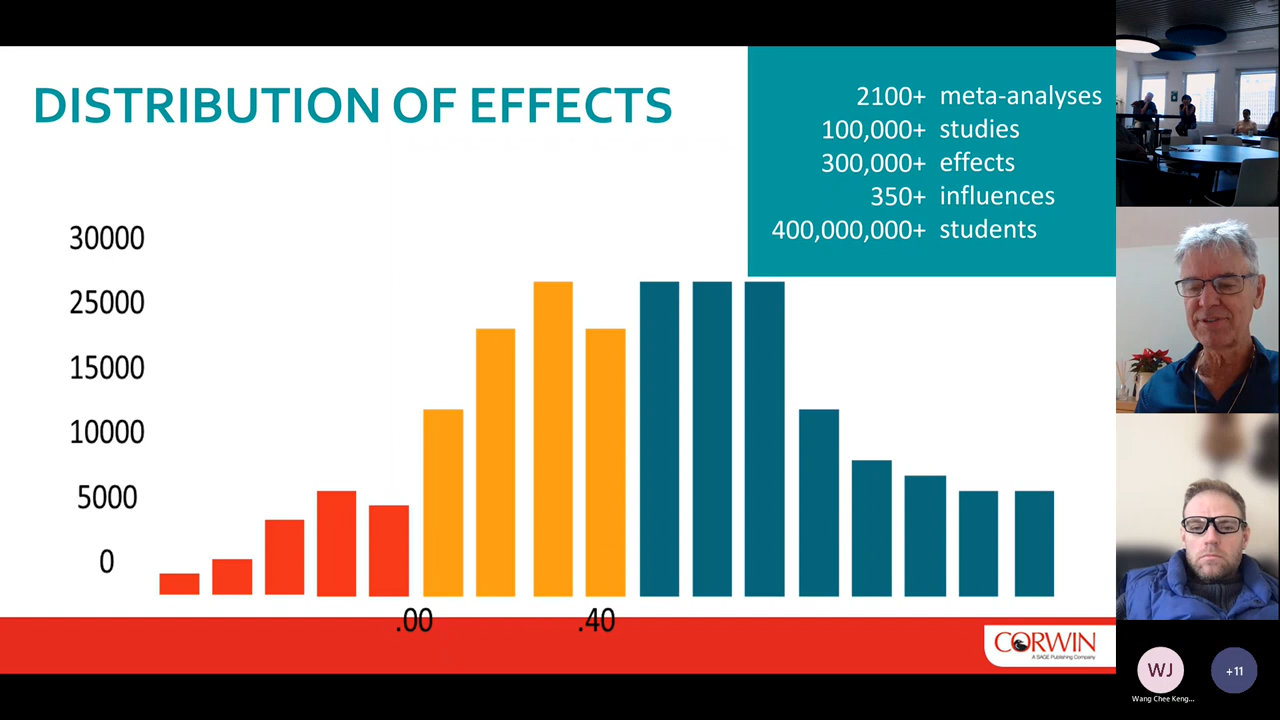 DISTRIBUTION OF EFFECTS
2100+ meta-analyses
100,000+ studies
300,000+ effects
350+ influences
400,000,000+ students
30000
25000
15000
10000
5000
0
.00 .40
CORWIN
A SAGE Publishing Company
WJ
+11
Wang Chee Keng...